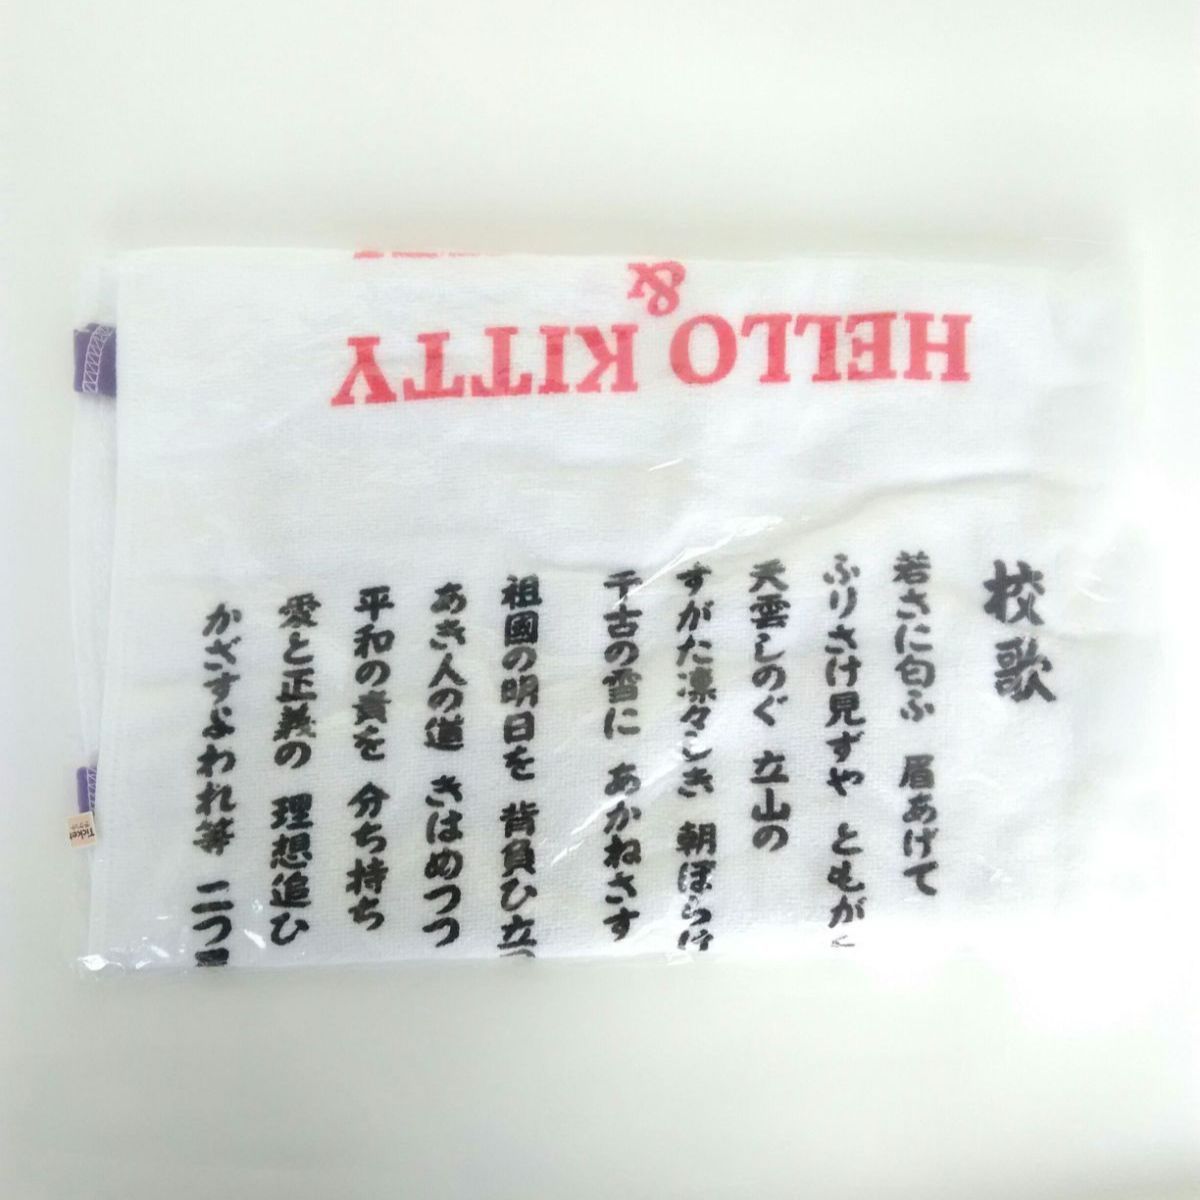 &
HELLO KITTY
校歌
若さに匂ふ 眉あげて
ふりさけ見ずや ともが
天雲しのぐ 立山の
すがた凛々しき 朝ぼらけ
千古の雪に あかねさす
祖國の明日を 背負ひ立つ
あき人の道 きはめつつ
平和の責を 分ち持ち
愛と正義の 理想追ひ
かざすよわれ等 二つ
Ticket